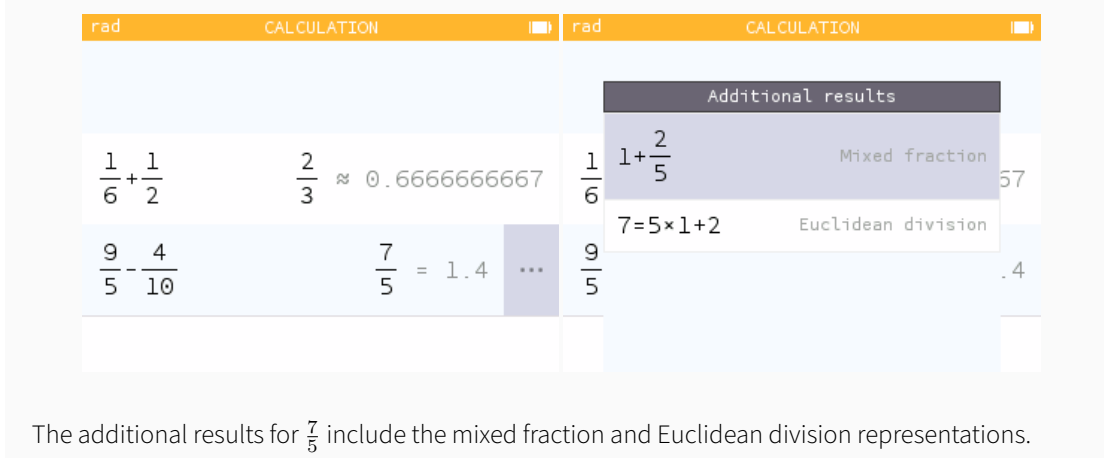 rad CALCULATION
1/6+1/2 2/3 ≈ 0.6666666667
9/5-4/10 7/5 = 1.4 ...
rad CALCULATION
Additional results
1+2/5 Mixed fraction
7=5×1+2 Euclidean division
1/6 67
9/5 .4
The additional results for 7/5 include the mixed fraction and Euclidean division representations.